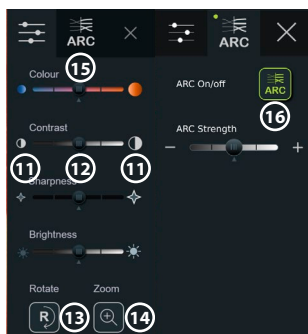 ARC
ARC
15
Colour
ARC On/off
ARC
16
Contrast
ARC Strength
11
12
11
Sharpness
Brightness
Rotate
Zoom
R
13
14